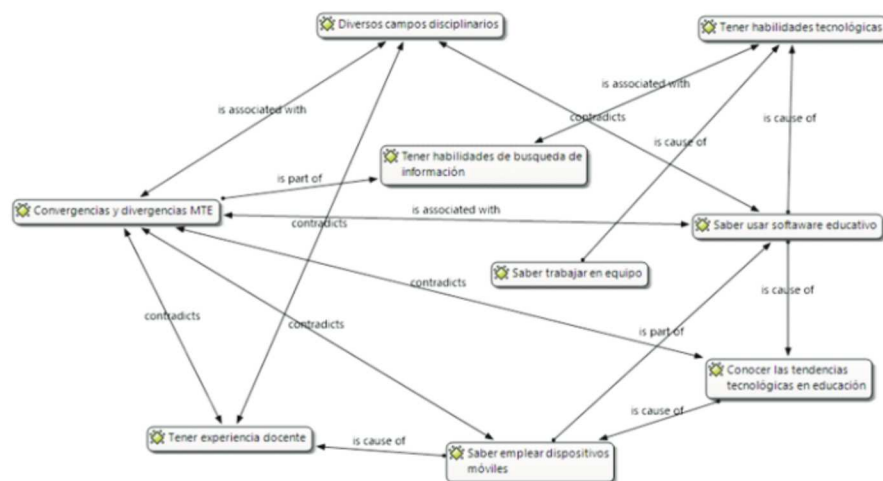 Diversos campos disciplinarios
Tener habilidades tecnológicas
is associated with
is associated with
contradicts
is cause of
is cause of
Tener habilidades de busqueda de
información
is part of
Convergencias y divergencias MTE
is associated with
contradicts
Saber usar softaware educativo
Saber trabajar en equipo
contradicts
is cause of
contradicts
contradicts
is part of
Conocer las tendencias
tecnológicas en educación
is cause of
Tener experiencia docente
is cause of
Saber emplear dispositivos
móviles